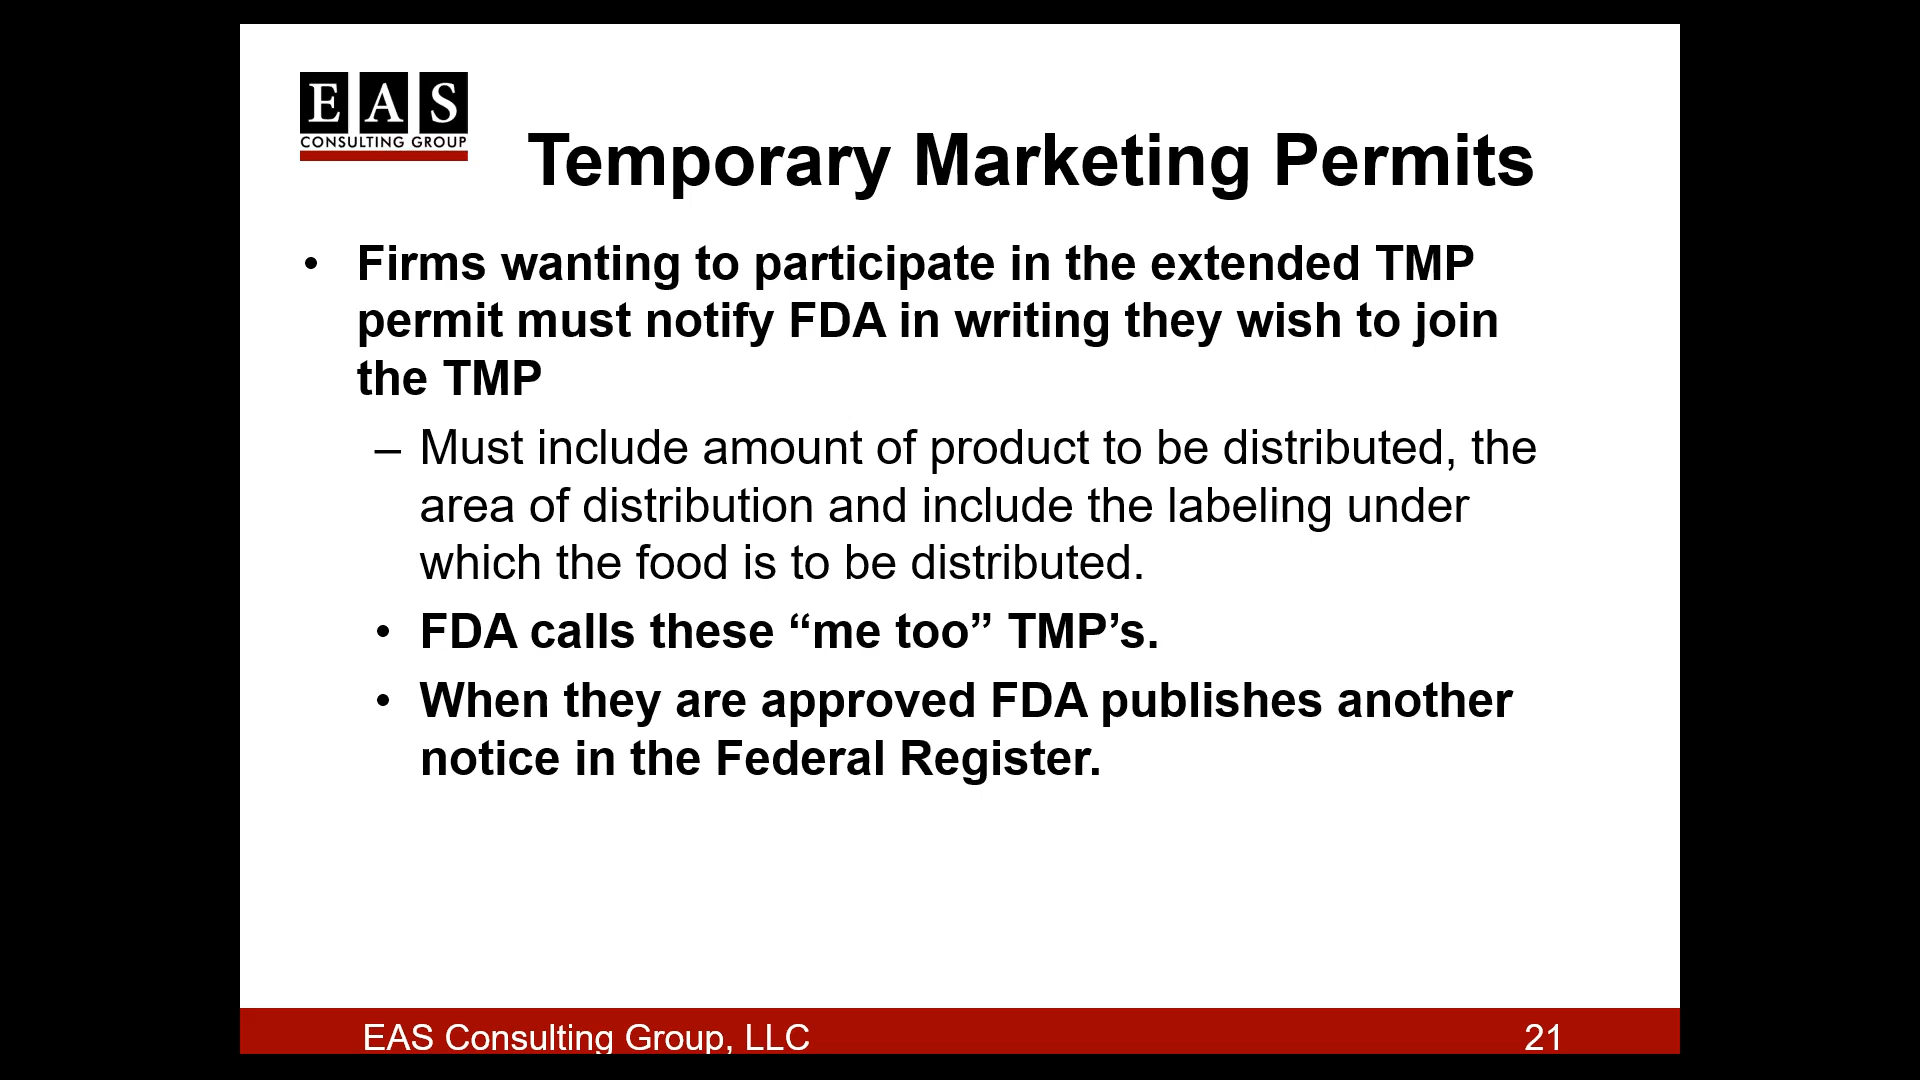 E A S
CONSULTING GROUP
Temporary Marketing Permits
• Firms wanting to participate in the extended TMP
permit must notify FDA in writing they wish to join
the TMP
– Must include amount of product to be distributed, the
area of distribution and include the labeling under
which the food is to be distributed.
• FDA calls these “me too” TMP’s.
• When they are approved FDA publishes another
notice in the Federal Register.
EAS Consulting Group, LLC
21